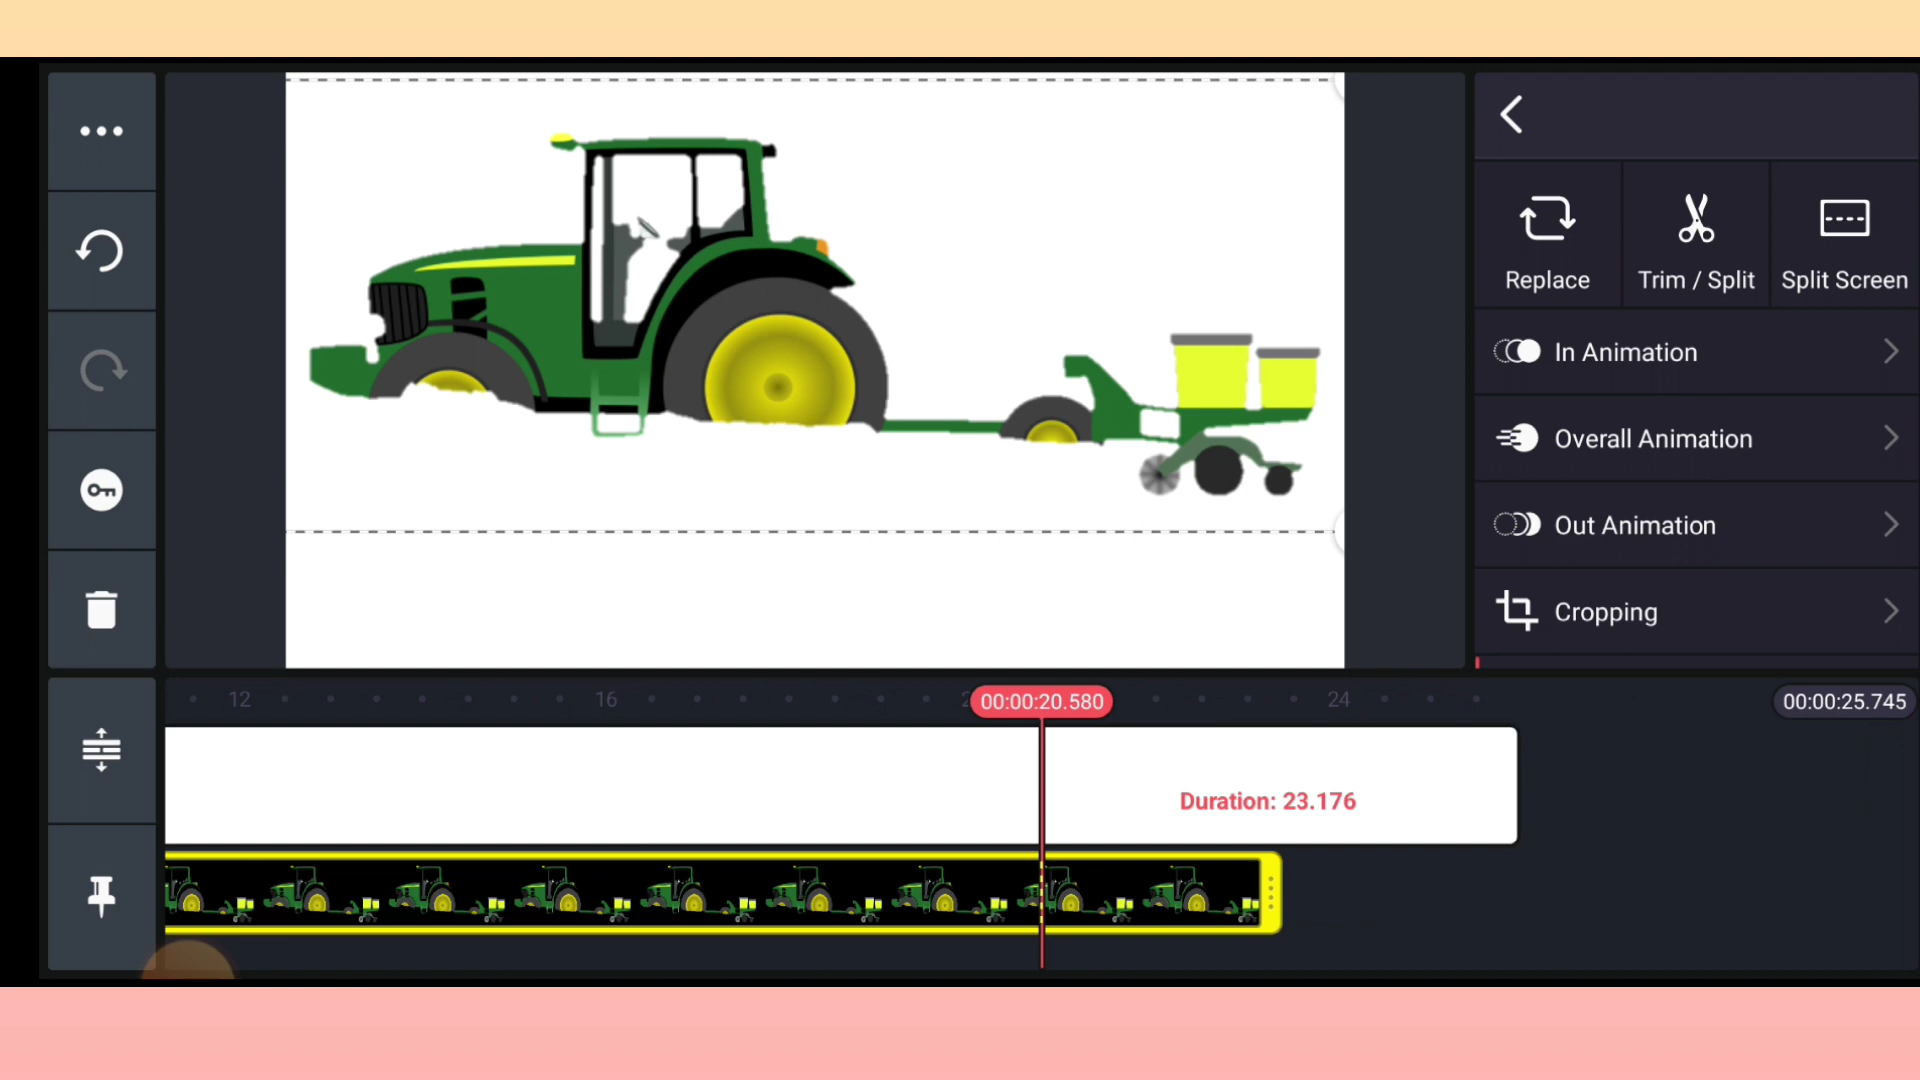 Replace
Trim / Split
Split Screen
In Animation
Overall Animation
Out Animation
Cropping
12
16
00:00:20.580
24
00:00:25.745
Duration: 23.176